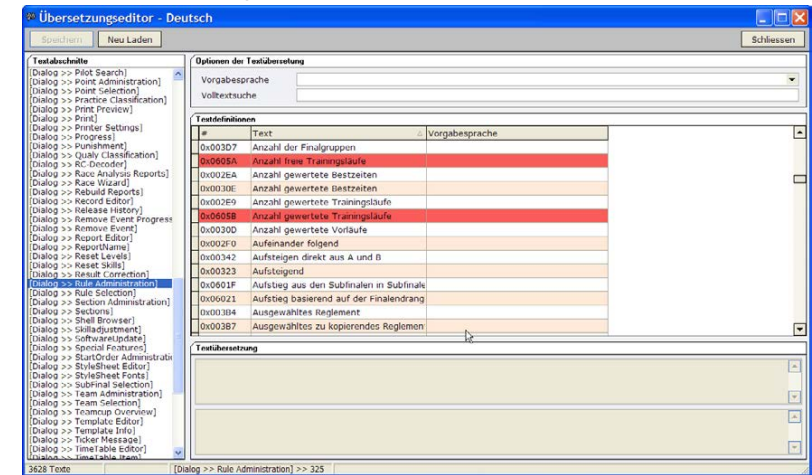 Übersetzungseditor - Deutsch
Speichern Neu Laden Schliessen
Textabschnitte
[Dialog >> Pilot Search]
[Dialog >> Point Administration]
[Dialog >> Point Selection]
[Dialog >> Practice Classification]
[Dialog >> Print Preview]
[Dialog >> Print]
[Dialog >> Printer Settings]
[Dialog >> Progress]
[Dialog >> Punishment]
[Dialog >> Qualy Classification]
[Dialog >> RC-Decoder]
[Dialog >> Race Analysis Reports]
[Dialog >> Race Wizard]
[Dialog >> Rebuild Reports]
[Dialog >> Record Editor]
[Dialog >> Release History]
[Dialog >> Remove Event Progress
[Dialog >> Remove Event]
[Dialog >> Report Editor]
[Dialog >> ReportName]
[Dialog >> Reset Levels]
[Dialog >> Reset Skills]
[Dialog >> Result Correction]
[Dialog >> Rule Administration]
[Dialog >> Rule Selection]
[Dialog >> Section Administration]
[Dialog >> Sections]
[Dialog >> Shell Browser]
[Dialog >> Skilladjustment]
[Dialog >> SoftwareUpdate]
[Dialog >> Special Features]
[Dialog >> StartOrder Administrati
[Dialog >> StyleSheet Editor]
[Dialog >> StyleSheet Fonts]
[Dialog >> SubFinal Selection]
[Dialog >> Team Administration]
[Dialog >> Team Selection]
[Dialog >> Teamcup Overview]
[Dialog >> Template Editor]
[Dialog >> Template Info]
[Dialog >> Ticker Message]
[Dialog >> TimeTable Editor]
[Dialog >> TimeTable Item]
Optionen der Textübersetung
Vorgabesprache
Volltextsuche
Textdefinitionen
# Text Vorgabesprache
0x003D7 Anzahl der Finalgruppen
0x0605A Anzahl freie Trainingsläufe
0x002EA Anzahl gewertete Bestzeiten
0x0030E Anzahl gewertete Bestzeiten
0x002E9 Anzahl gewertete Trainingsläufe
0x0605B Anzahl gewertete Trainingsläufe
0x0030D Anzahl gewertete Vorläufe
0x002F0 Aufeinander folgend
0x00342 Aufsteigen direkt aus A und B
0x00323 Aufsteigend
0x0601F Aufstieg aus den Subfinalen in Subfinale
0x06021 Aufstieg basierend auf der Finalendrang
0x003B4 Ausgewähltes Reglement
0x003B7 Ausgewähltes zu kopierendes Reglemen
Textübersetzung
3628 Texte [Dialog >> Rule Administration] >> 325